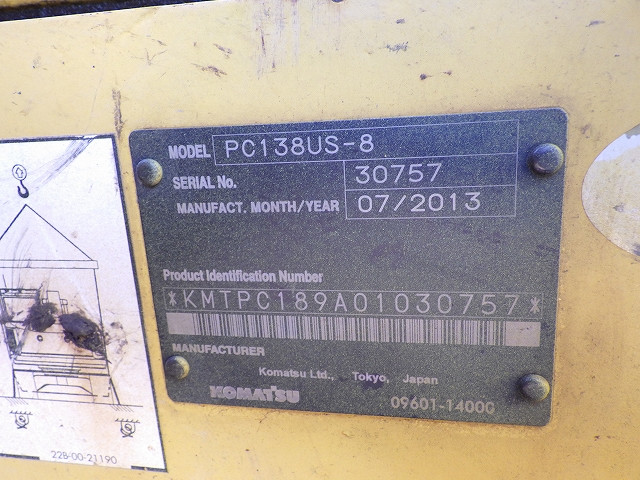 MODEL PC138US-8
SERIAL No. 30757
MANUFACT. MONTH/YEAR 07/2013
Product Identification Number
*KMTPC189A01030757*
MANUFACTURER
Komatsu Ltd., Tokyo, Japan
KOMATSU
09601-14000
22B-00-21190